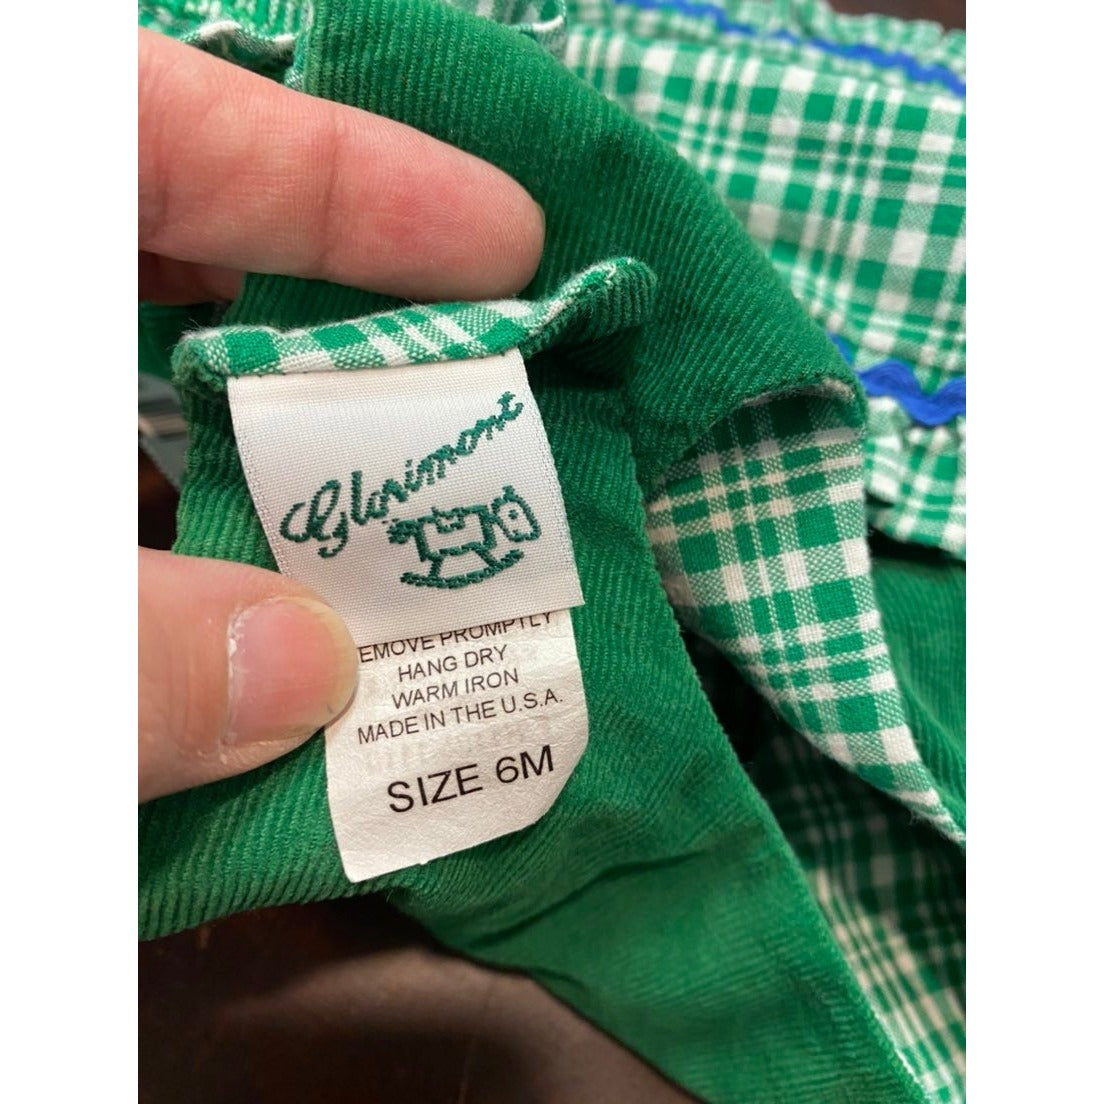 Glorimont
EMOVE PROMPTLY
HANG DRY
WARM IRON
MADE IN THE U.S.A.
SIZE 6M